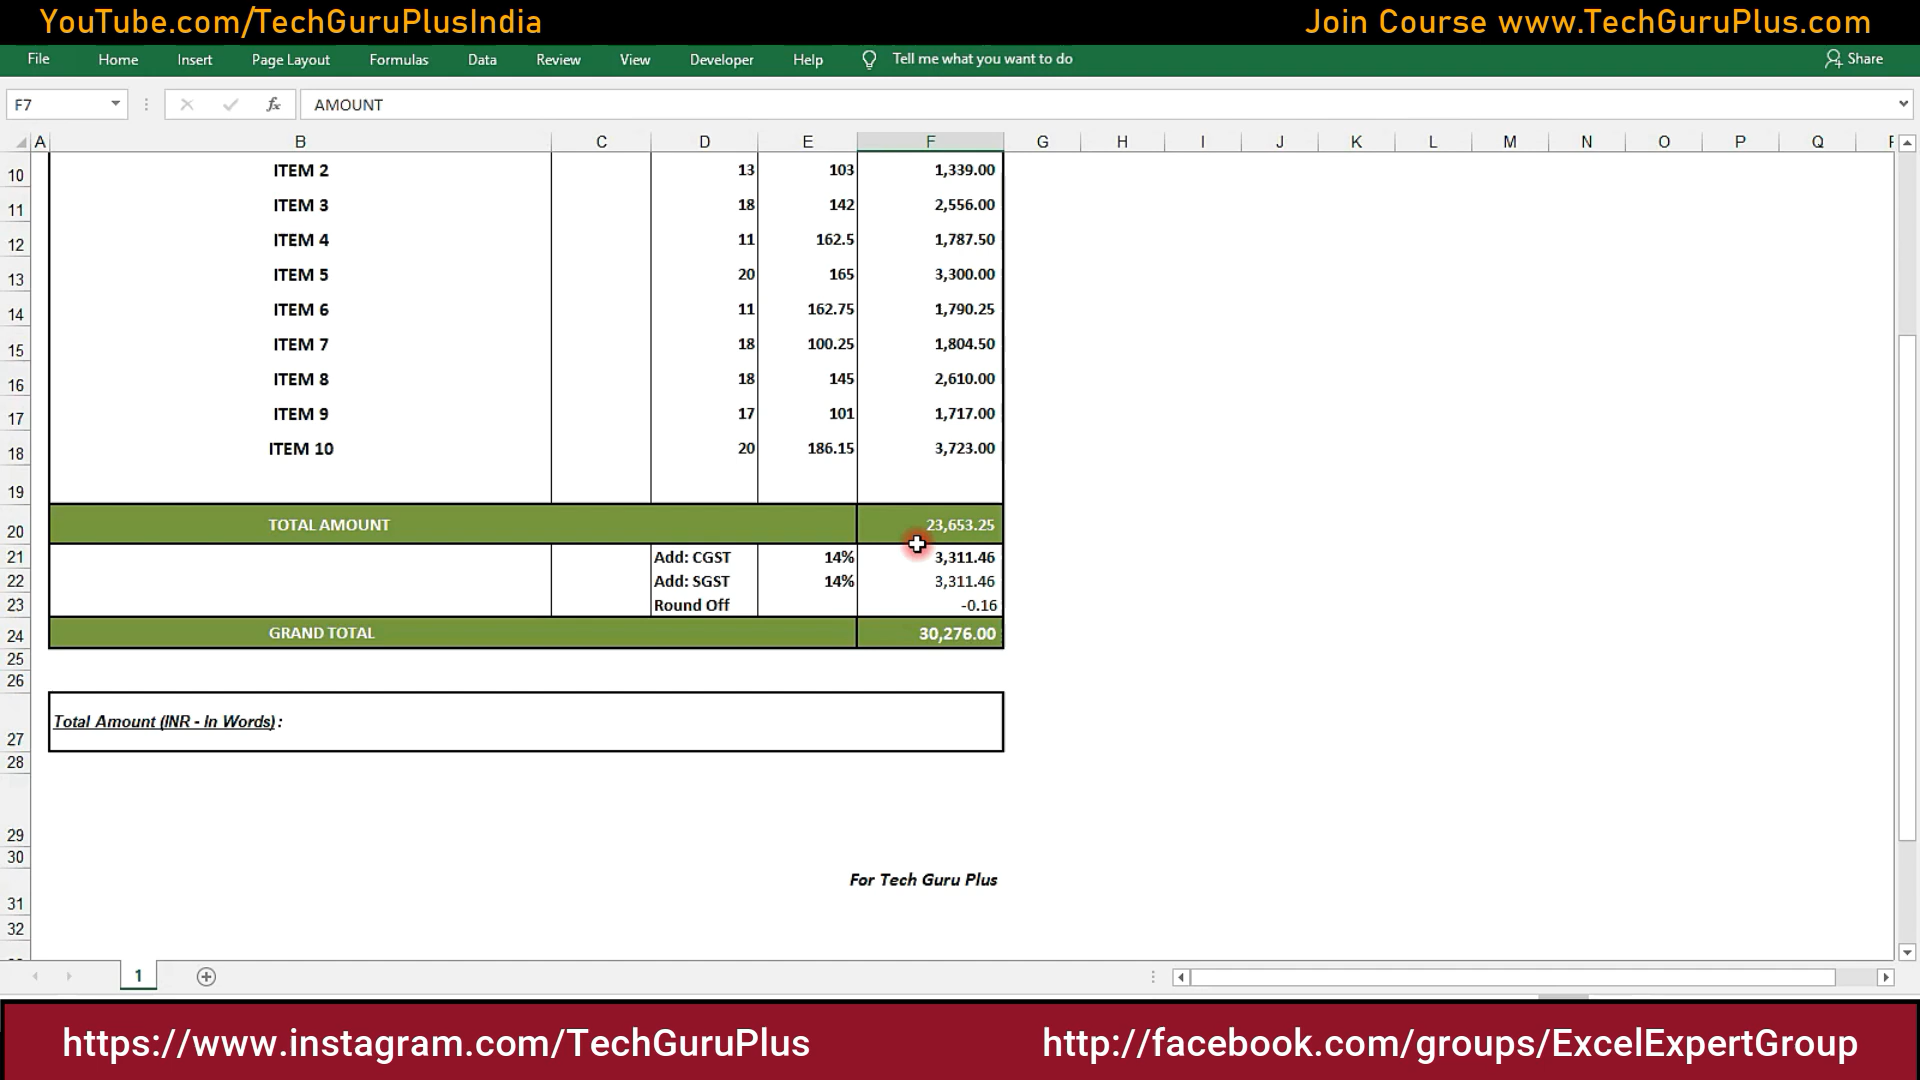 YouTube.com/TechGuruPlusIndia Join Course www.TechGuruPlus.com
File Home Insert Page Layout Formulas Data Review View Developer Help Tell me what you want to do Share
F7 fx AMOUNT
A B C D E F G H I J K L M N O P Q
10 ITEM 2 13 103 1,339.00
11 ITEM 3 18 142 2,556.00
12 ITEM 4 11 162.5 1,787.50
13 ITEM 5 20 165 3,300.00
14 ITEM 6 11 162.75 1,790.25
15 ITEM 7 18 100.25 1,804.50
16 ITEM 8 18 145 2,610.00
17 ITEM 9 17 101 1,717.00
18 ITEM 10 20 186.15 3,723.00
19
20 TOTAL AMOUNT 23,653.25
21 Add: CGST 14% 3,311.46
22 Add: SGST 14% 3,311.46
23 Round Off -0.16
24 GRAND TOTAL 30,276.00
25
26
27 Total Amount (INR - In Words) :
28
29
30
31 For Tech Guru Plus
32
1
https://www.instagram.com/TechGuruPlus http://facebook.com/groups/ExcelExpertGroup